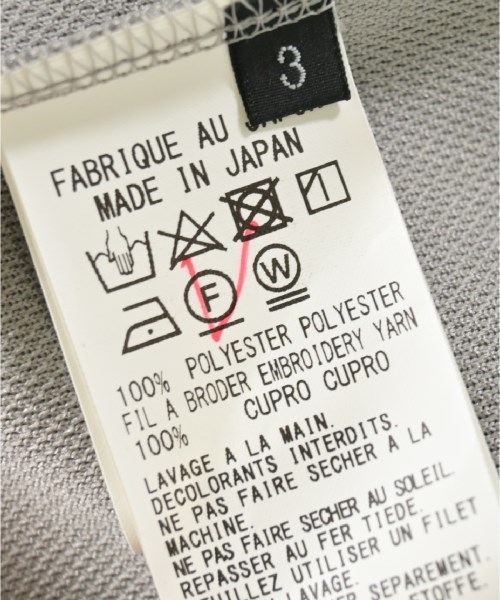 3
FABRIQUE AU
MADE IN JAPAN
F
W
100% POLYESTER POLYESTER
FIL A BRODER EMBROIDERY YARN
100% CUPRO CUPRO
LAVAGE A LA MAIN.
DECOLORANTS INTERDITS.
NE PAS FAIRE SECHER A LA
MACHINE.
NE PAS FAIRE SECHER AU SOLEIL.
REPASSER AU FER TIEDE.
UTILISER UN FILET
LAVAGE.
SEPAREMENT.